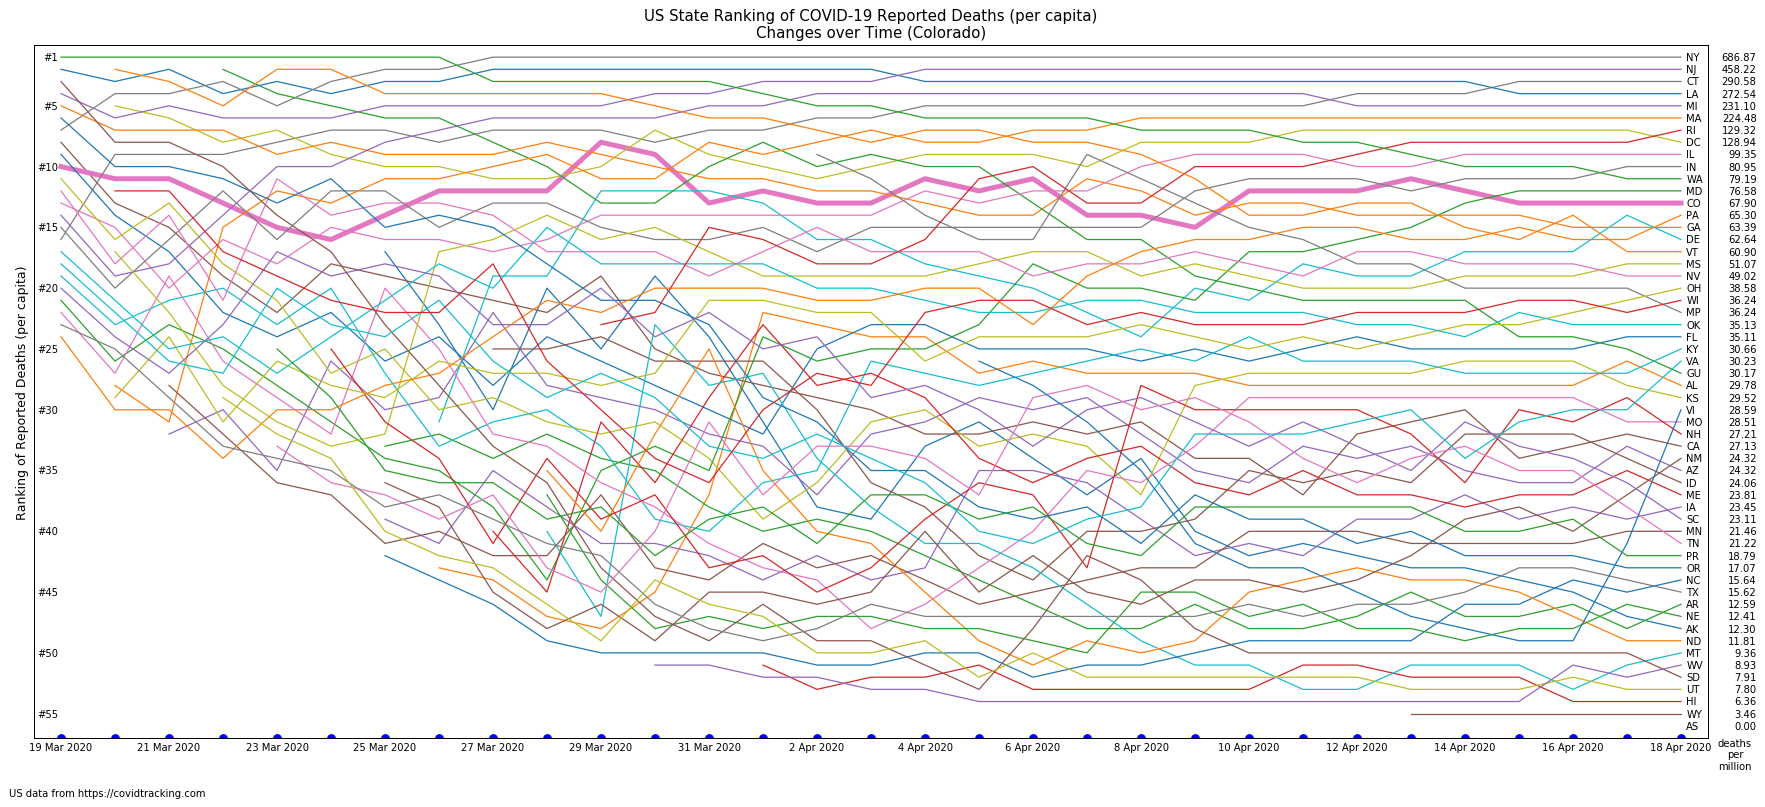 US State Ranking of COVID-19 Reported Deaths (per capita)
Changes over Time (Colorado)
Ranking of Reported Deaths (per capita)
#1
#5
#10
#15
#20
#25
#30
#35
#40
#45
#50
#55
NY 686.87
NJ 458.22
CT 290.58
LA 272.54
MI 231.10
MA 224.48
RI 129.32
DC 128.94
IL 99.35
IN 80.95
WA 79.19
MD 76.58
CO 67.90
PA 65.30
GA 63.39
DE 62.64
VT 60.90
MS 51.07
NV 49.02
OH 38.58
WI 36.24
MP 36.24
OK 35.13
FL 35.11
KY 30.66
VA 30.23
GU 30.17
AL 29.78
KS 29.52
VI 28.59
MO 28.51
NH 27.21
CA 27.13
NM 24.32
AZ 24.32
ID 24.06
ME 23.81
IA 23.45
SC 23.11
MN 21.46
TN 21.22
PR 18.79
OR 17.07
NC 15.64
TX 15.62
AR 12.59
NE 12.41
AK 12.30
ND 11.81
MT 9.36
WV 8.93
SD 7.91
UT 7.80
HI 6.36
WY 3.46
AS 0.00
19 Mar 2020 21 Mar 2020 23 Mar 2020 25 Mar 2020 27 Mar 2020 29 Mar 2020 31 Mar 2020 2 Apr 2020 4 Apr 2020 6 Apr 2020 8 Apr 2020 10 Apr 2020 12 Apr 2020 14 Apr 2020 16 Apr 2020 18 Apr 2020
deaths
per
million
US data from https://covidtracking.com